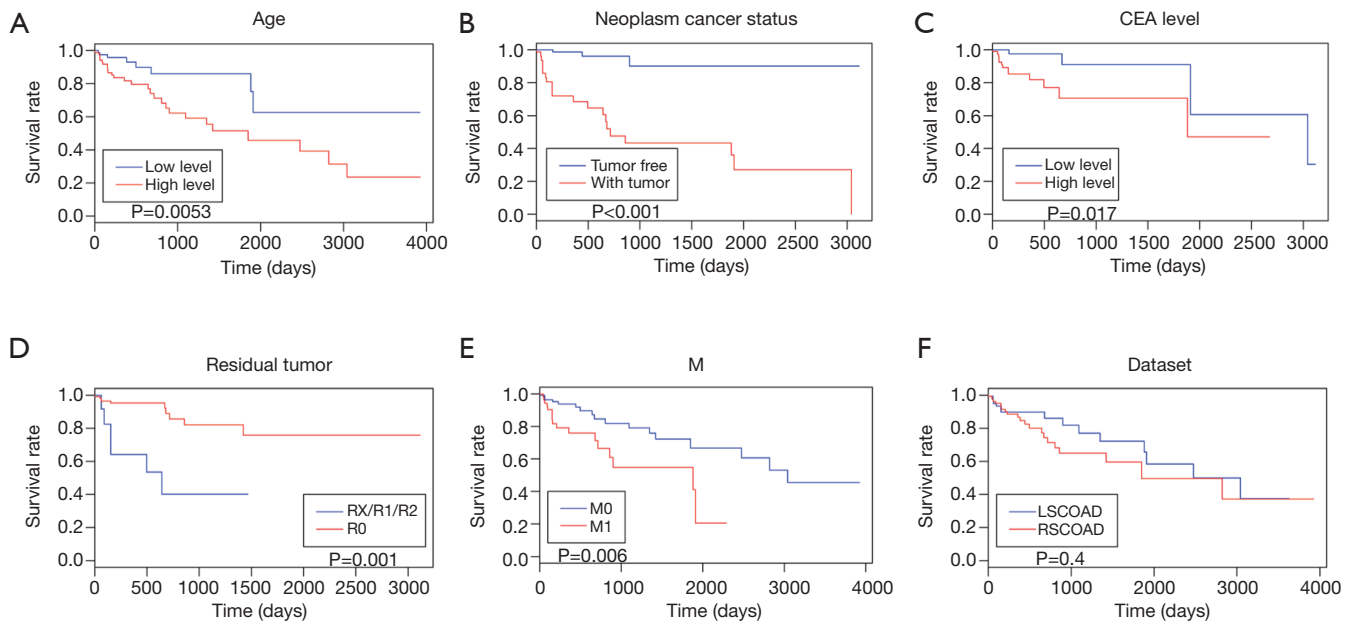 A
Age
Survival rate
1.0
0.8
0.6
0.4
0.2
0.0
Low level
High level
P=0.0053
0 1000 2000 3000 4000
Time (days)
B
Neoplasm cancer status
Survival rate
1.0
0.8
0.6
0.4
0.2
0.0
Tumor free
With tumor
P<0.001
0 500 1000 1500 2000 2500 3000
Time (days)
C
CEA level
Survival rate
1.0
0.8
0.6
0.4
0.2
0.0
Low level
High level
P=0.017
0 500 1000 1500 2000 2500 3000
Time (days)
D
Residual tumor
Survival rate
1.0
0.8
0.6
0.4
0.2
0.0
RX/R1/R2
R0
P=0.001
0 500 1000 1500 2000 2500 3000
Time (days)
E
M
Survival rate
1.0
0.8
0.6
0.4
0.2
0.0
M0
M1
P=0.006
0 1000 2000 3000 4000
Time (days)
F
Dataset
Survival rate
1.0
0.8
0.6
0.4
0.2
0.0
LSCOAD
RSCOAD
P=0.4
0 1000 2000 3000 4000
Time (days)